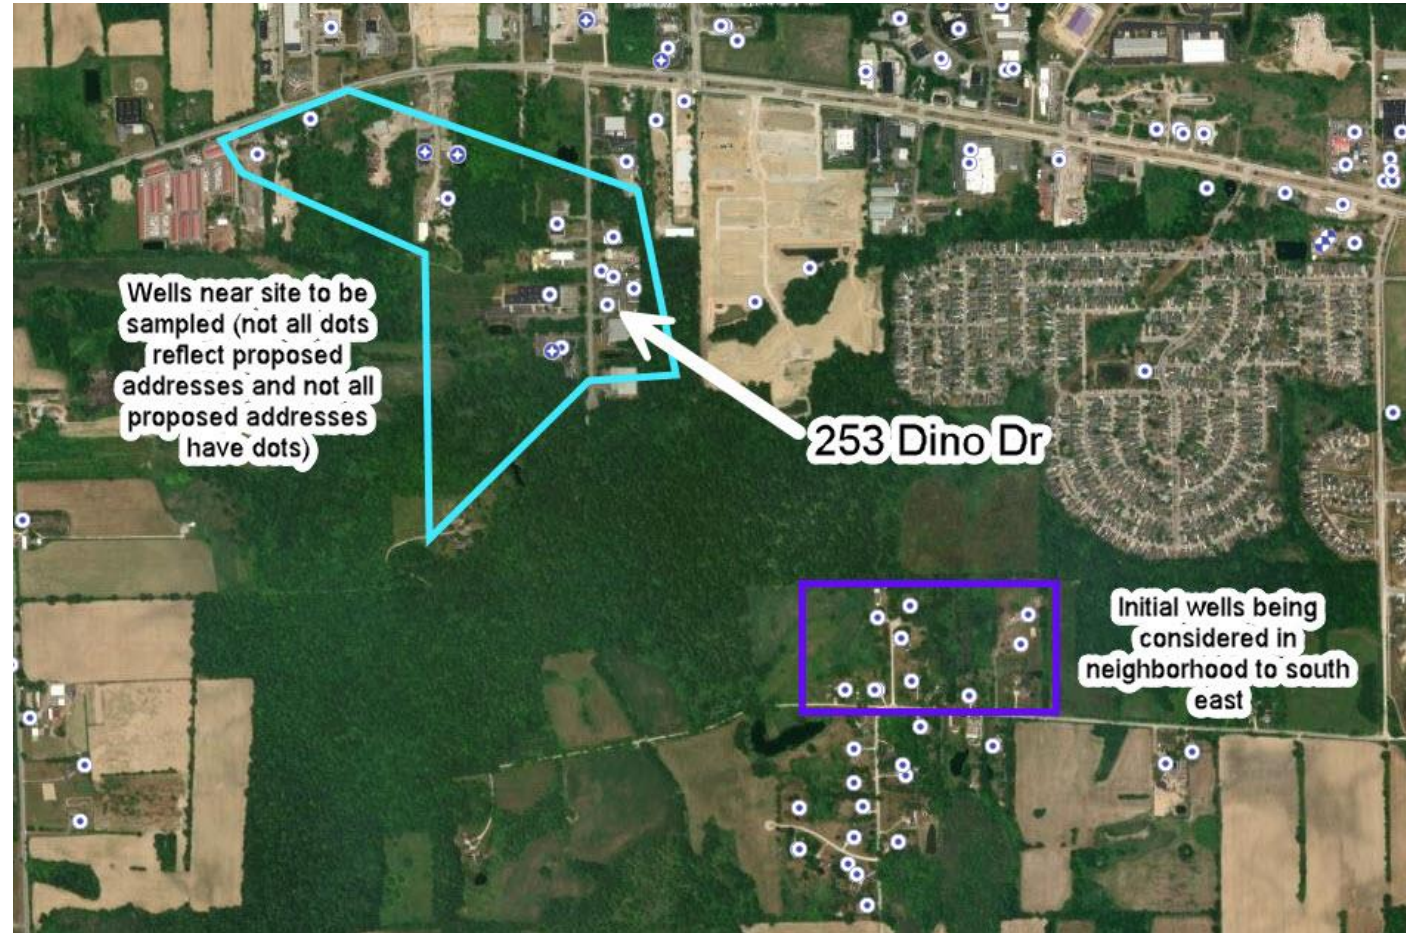 Wells near site to be
sampled (not all dots
reflect proposed
addresses and not all
proposed addresses
have dots)
253 Dino Dr
Initial wells being
considered in
neighborhood to south
east